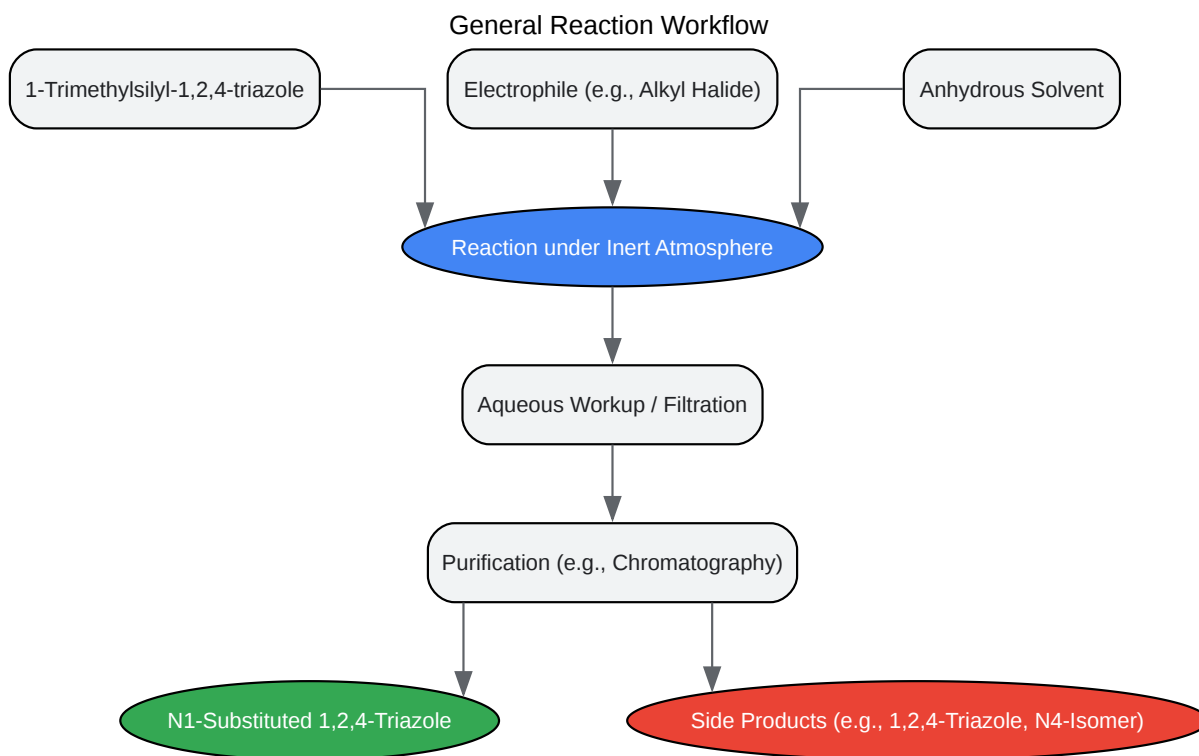 General Reaction Workflow
1-Trimethylsilyl-1,2,4-triazole
Electrophile (e.g., Alkyl Halide)
Anhydrous Solvent
Reaction under Inert Atmosphere
Aqueous Workup / Filtration
Purification (e.g., Chromatography)
N1-Substituted 1,2,4-Triazole
Side Products (e.g., 1,2,4-Triazole, N4-Isomer)